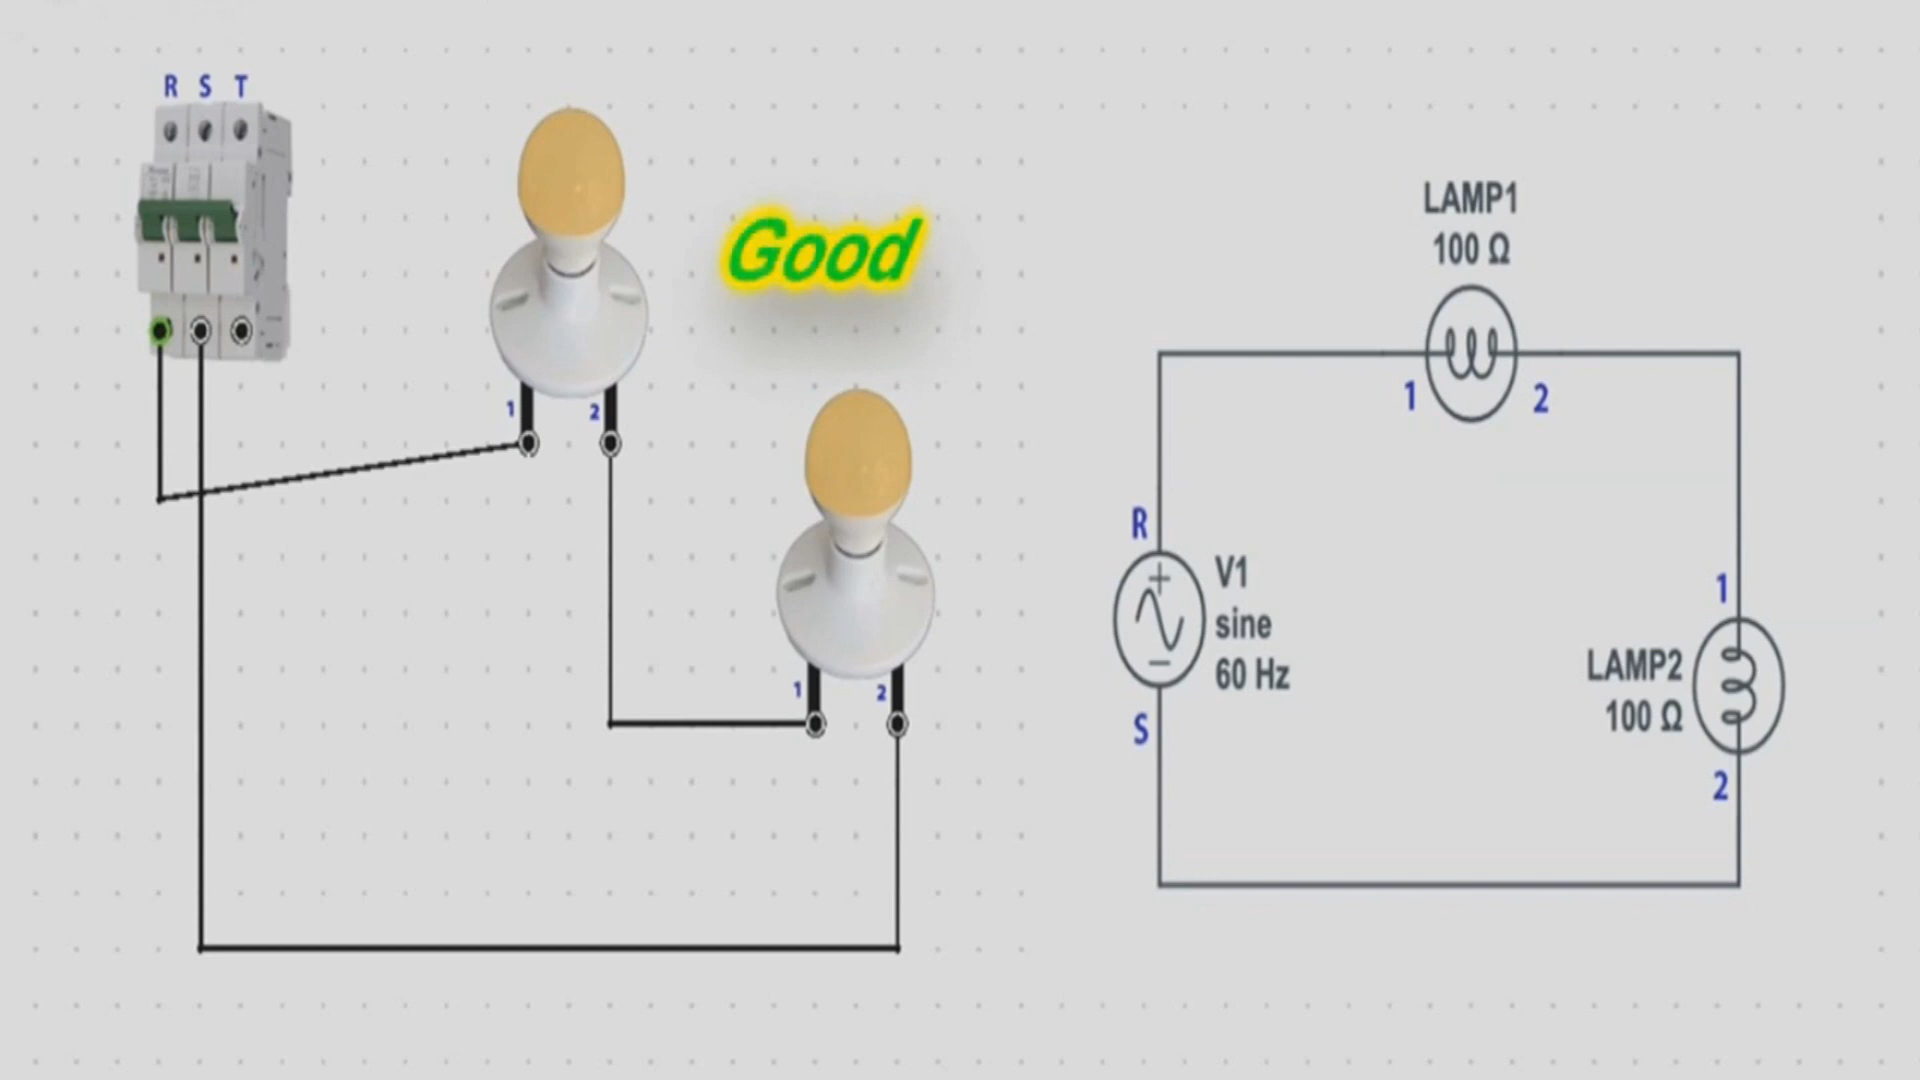 R S T
1 2
Good
1 2
LAMP1
100 Ω
1 2
R
V1
sine
60 Hz
S
1
LAMP2
100 Ω
2